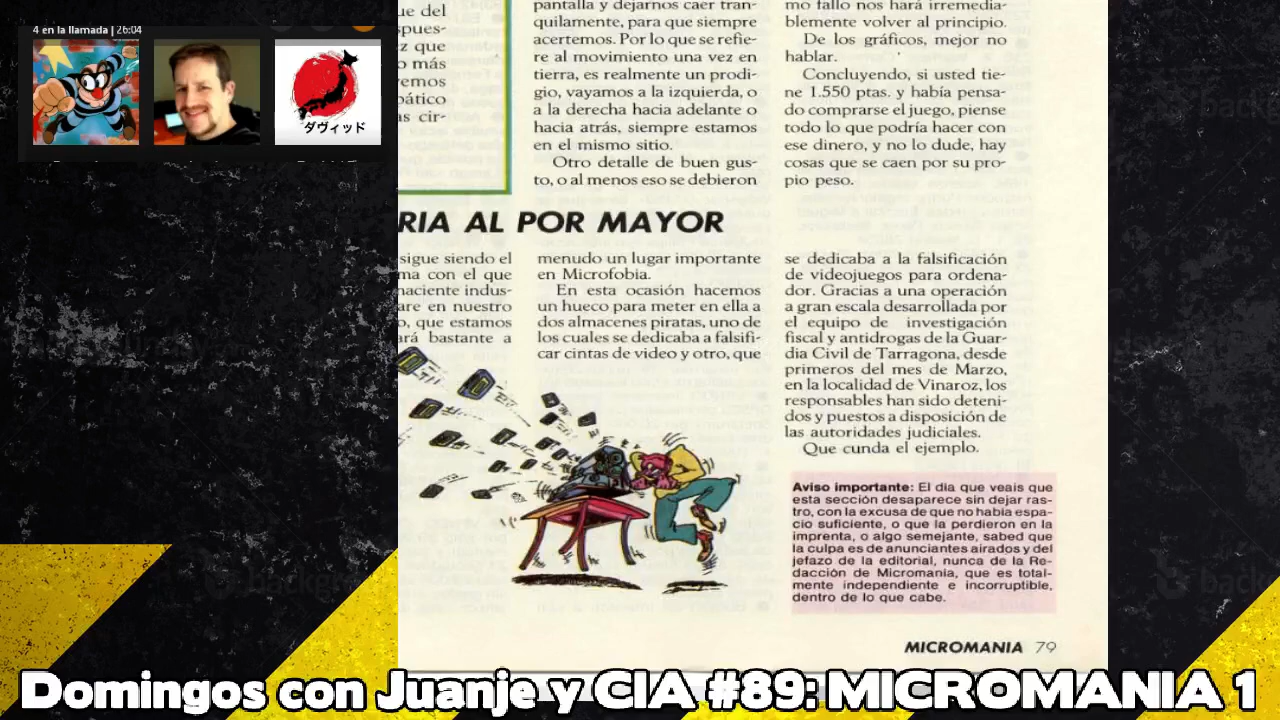 4 en la llamada | 26:04
ダヴィッド
ue del
spues-
z que
o más
remos
pático
as cir-
pantalla y dejarnos caer tran-
quilamente, para que siempre
acertemos. Por lo que se refie-
re al movimiento una vez en
tierra, es realmente un prodi-
gio, vayamos a la izquierda, o
a la derecha hacia adelante o
hacia atrás, siempre estamos
en el mismo sitio.
Otro detalle de buen gus-
to, o al menos eso se debieron
mo fallo nos hará irremedia-
blemente volver al principio.
De los gráficos, mejor no
hablar.
Concluyendo, si usted tie-
ne 1.550 ptas. y había pensa-
do comprarse el juego, piense
todo lo que podría hacer con
ese dinero, y no lo dude, hay
cosas que se caen por su pro-
pio peso.
RIA AL POR MAYOR
sigue siendo el
ma con el que
naciente indus-
are en nuestro
o, que estamos
ará bastante a
menudo un lugar importante
en Microfobia.
En esta ocasión hacemos
un hueco para meter en ella a
dos almacenes piratas, uno de
los cuales se dedicaba a falsifi-
car cintas de video y otro, que
se dedicaba a la falsificación
de videojuegos para ordena-
dor. Gracias a una operación
a gran escala desarrollada por
el equipo de investigación
fiscal y antidrogas de la Guar-
dia Civil de Tarragona, desde
primeros del mes de Marzo,
en la localidad de Vinaroz, los
responsables han sido deteni-
dos y puestos a disposición de
las autoridades judiciales.
Que cunda el ejemplo.
Aviso importante: El dia que veais que
esta sección desaparece sin dejar ras-
tro, con la excusa de que no habia espa-
cio suficiente, o que la perdieron en la
imprenta, o algo semejante, sabed que
la culpa es de anunciantes airados y del
jefazo de la editorial, nunca de la Re-
dacción de Micromania, que es total-
mente independiente e incorruptible,
dentro de lo que cabe.
MICROMANIA 79
Domingos con Juanje y CIA #89: MICROMANIA 1